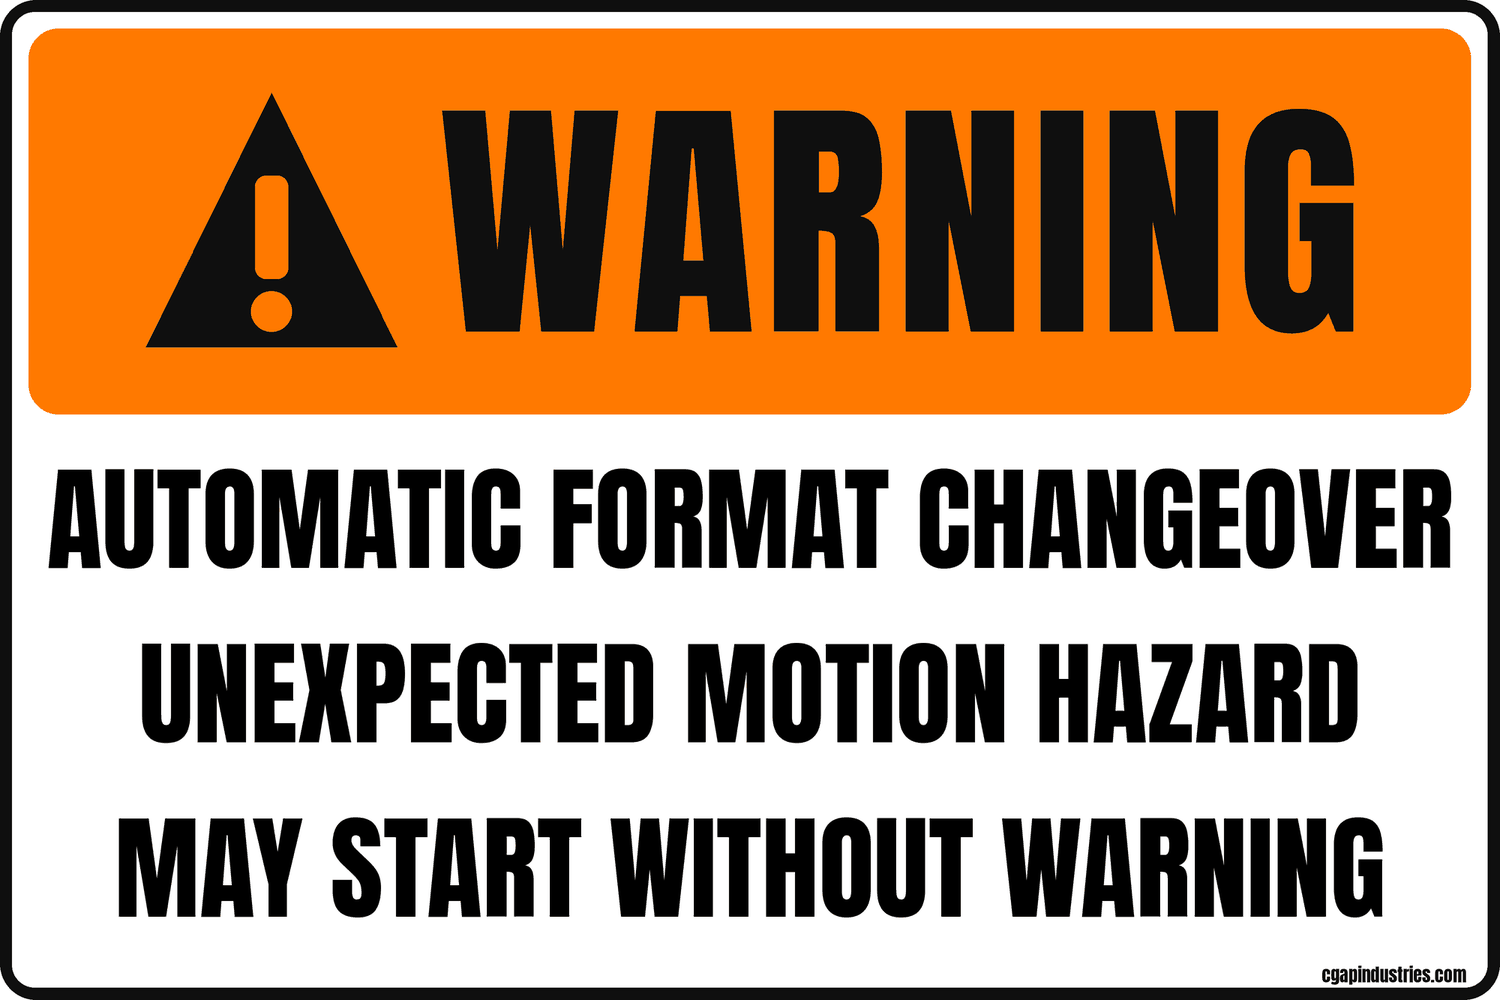 WARNING
AUTOMATIC FORMAT CHANGEOVER
UNEXPECTED MOTION HAZARD
MAY START WITHOUT WARNING
cgapindustries.com